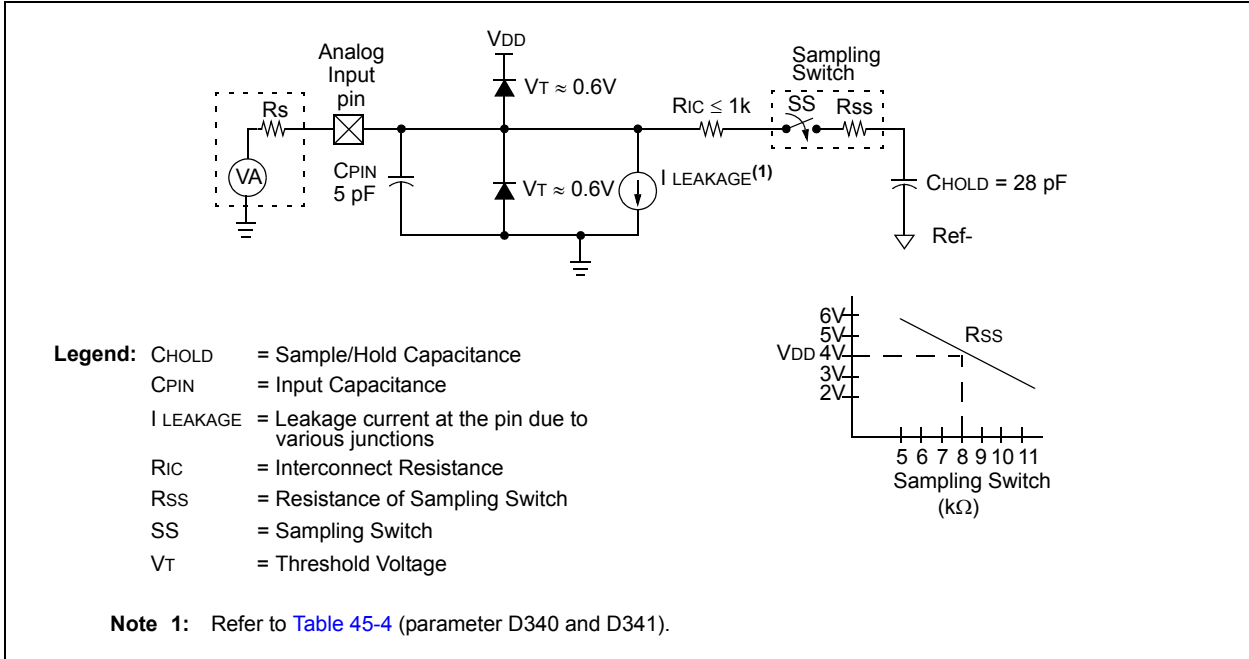 VDD
Analog
Input
pin
VT ≈ 0.6V
Sampling
Switch
Rs
RIC ≤ 1k
SS
Rss
VA
CPIN
5 pF
VT ≈ 0.6V
I LEAKAGE(1)
CHOLD = 28 pF
Ref-
6V
5V
VDD 4V
3V
2V
RSS
5 6 7 8 9 10 11
Sampling Switch
(kΩ)
Legend: CHOLD = Sample/Hold Capacitance
CPIN = Input Capacitance
I LEAKAGE = Leakage current at the pin due to
various junctions
RIC = Interconnect Resistance
RSS = Resistance of Sampling Switch
SS = Sampling Switch
VT = Threshold Voltage
Note 1: Refer to Table 45-4 (parameter D340 and D341).